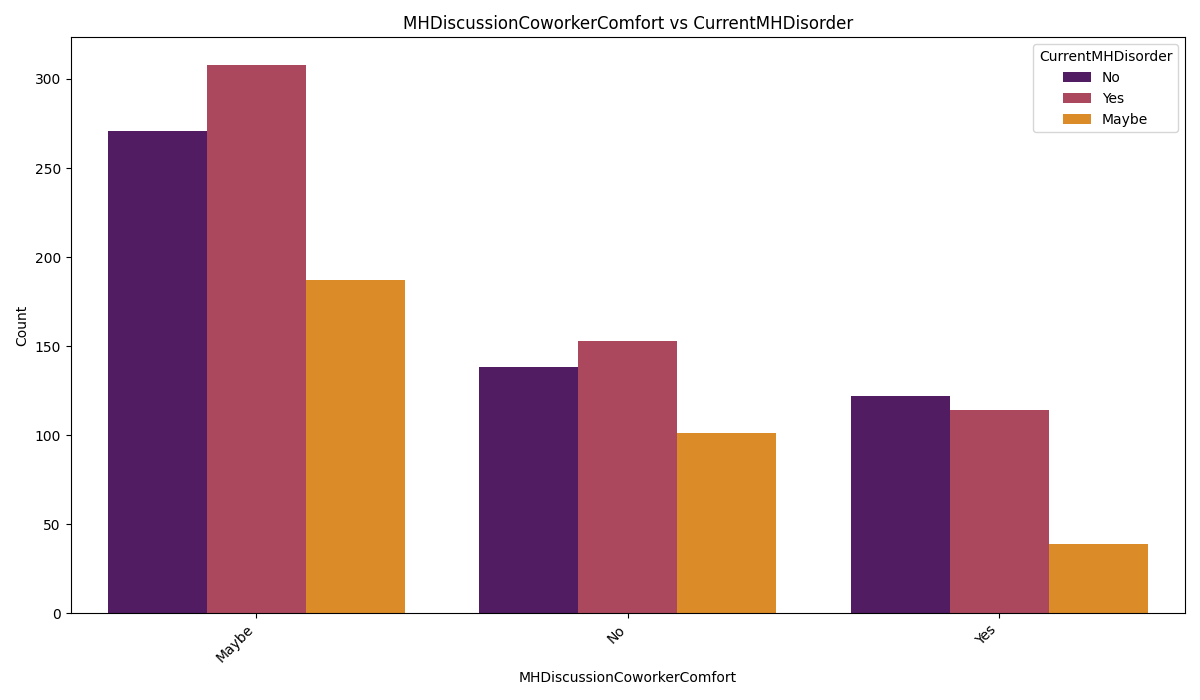 MHDiscussionCoworkerComfort vs CurrentMHDisorder
CurrentMHDisorder
No
Yes
Maybe
Count
300
250
200
150
100
50
0
Maybe
No
Yes
MHDiscussionCoworkerComfort